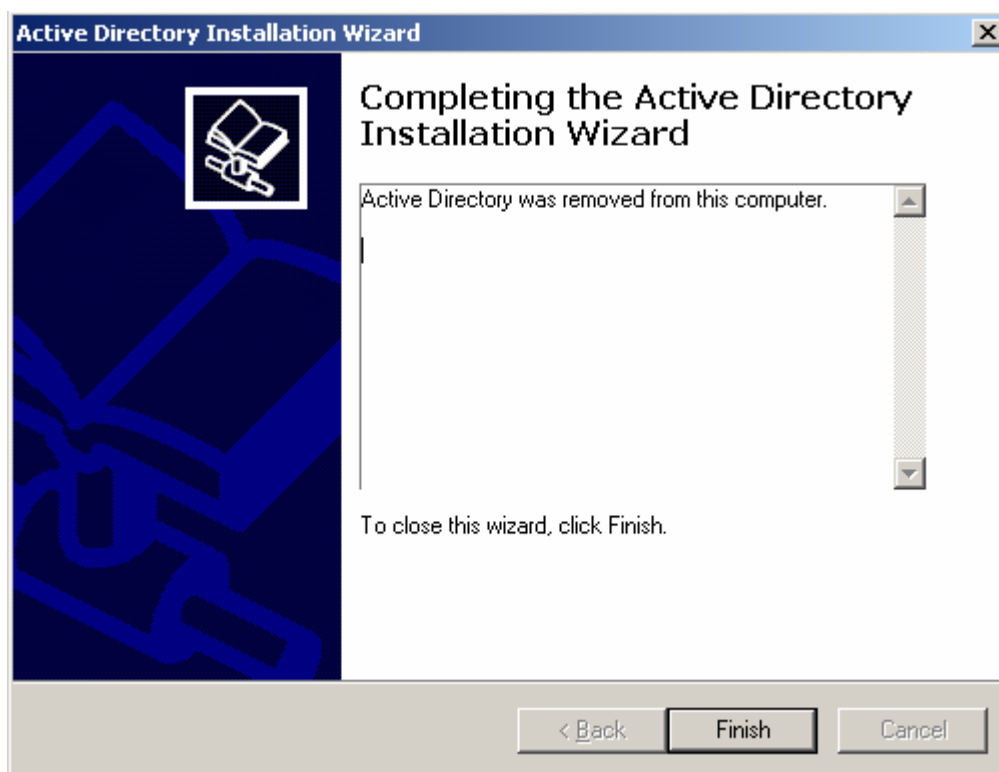 Active Directory Installation Wizard
Completing the Active Directory
Installation Wizard
Active Directory was removed from this computer.
To close this wizard, click Finish.
< Back
Finish
Cancel